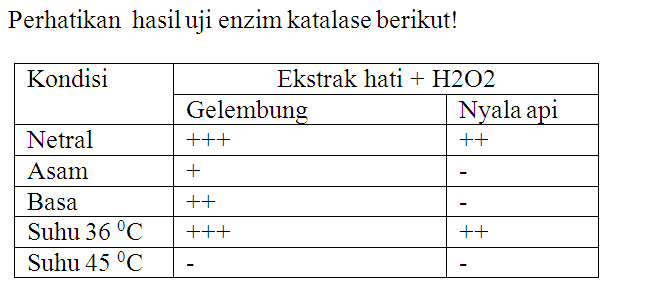 Perhatikan hasil uji enzim katalase berikut!
Kondisi Ekstrak hati + H2O2
Gelembung Nyala api
Netral +++ ++
Asam + -
Basa ++ -
Suhu 36 ⁰C +++ ++
Suhu 45 ⁰C - -